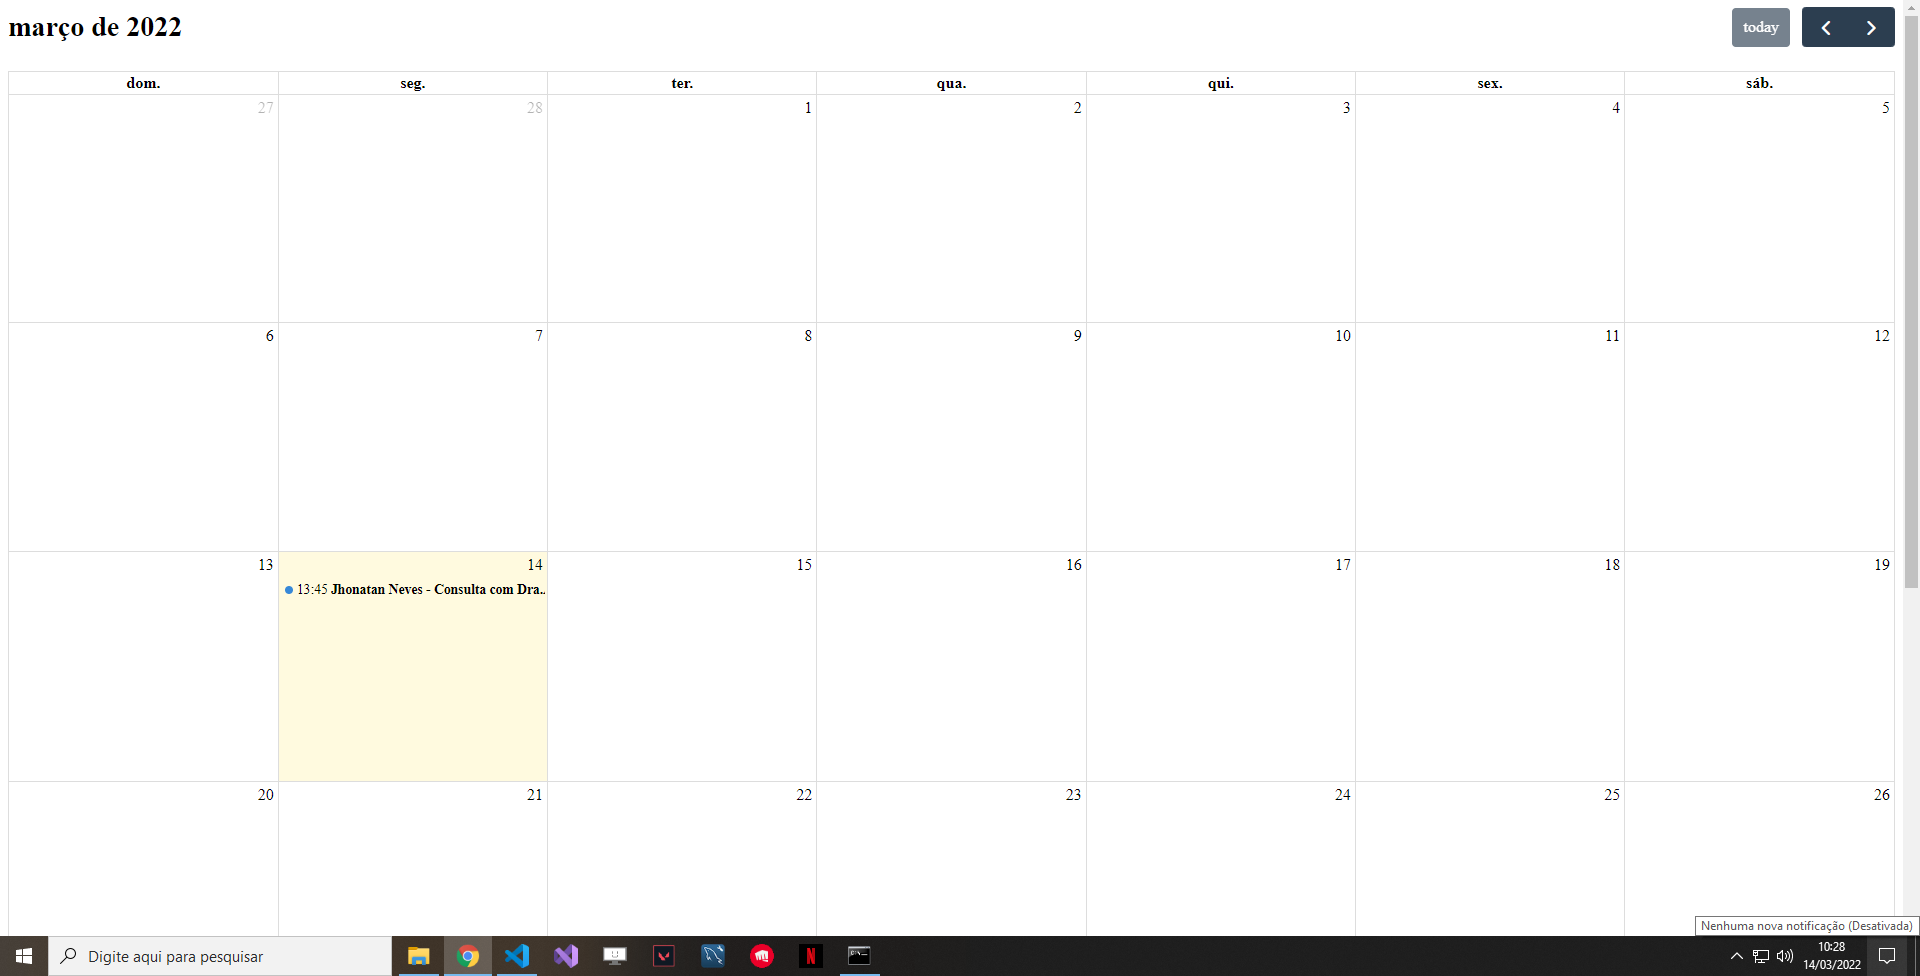 março de 2022
today
dom. seg. ter. qua. qui. sex. sáb.
27 28 1 2 3 4 5
6 7 8 9 10 11 12
13 14 15 16 17 18 19
13:45 Jhonatan Neves - Consulta com Dra..
20 21 22 23 24 25 26
Nenhuma nova notificação (Desativada)
Digite aqui para pesquisar
10:28
14/03/2022